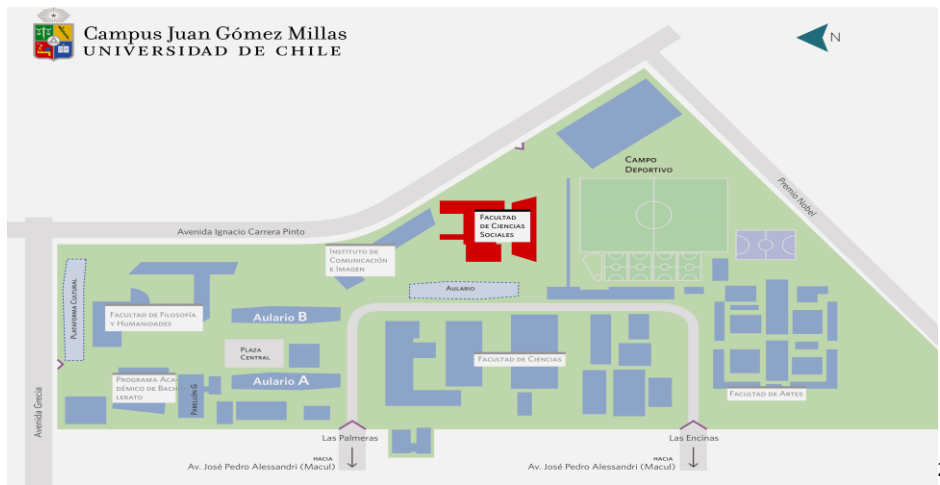 Campus Juan Gómez Millas
UNIVERSIDAD DE CHILE
N
CAMPO
DEPORTIVO
Premio Nobel
FACULTAD
DE CIENCIAS
SOCIALES
Avenida Ignacio Carrera Pinto
INSTITUTO DE
COMUNICACIÓN
E IMAGEN
PLATAFORMA CULTURAL
AULARIO
FACULTAD DE FILOSOFÍA
Y HUMANIDADES
Aulario B
PLAZA
CENTRAL
FACULTAD DE CIENCIAS
PROGRAMA ACA-
DÉMICO DE BACHI-
LLERATO
PABELLÓN G
Aulario A
FACULTAD DE ARTES
Avenida Grecia
Las Palmeras
Las Encinas
HACIA
Av. José Pedro Alessandri (Macul)
HACIA
Av. José Pedro Alessandri (Macul)